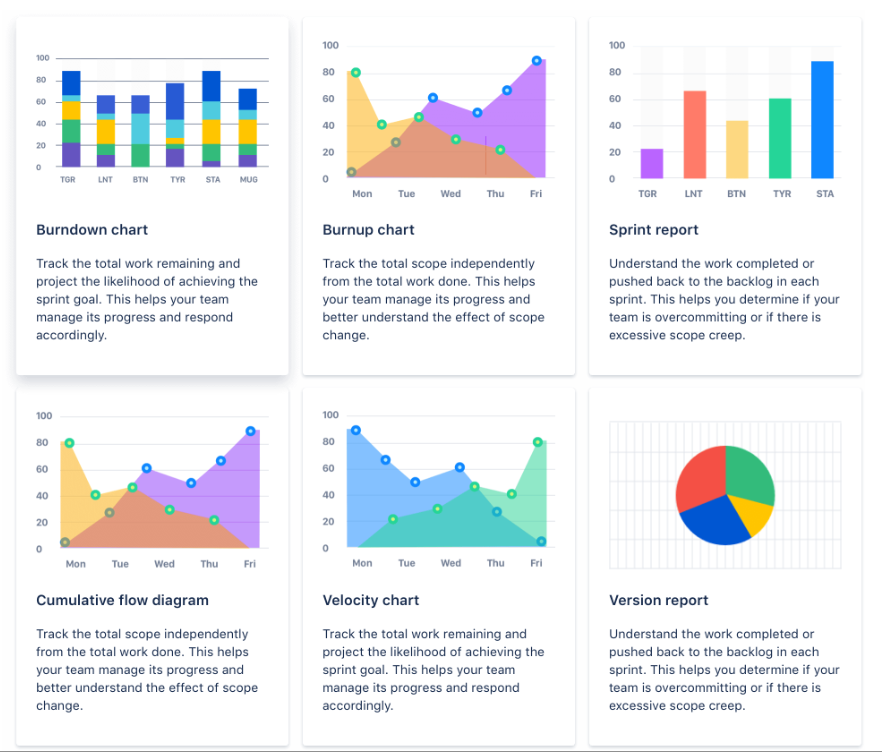 100
80
60
40
20
0
TGR LNT BTN TYR STA MUG
Burndown chart
Track the total work remaining and
project the likelihood of achieving the
sprint goal. This helps your team
manage its progress and respond
accordingly.
100
80
60
40
20
0
Mon Tue Wed Thu Fri
Burnup chart
Track the total scope independently
from the total work done. This helps
your team manage its progress and
better understand the effect of scope
change.
100
80
60
40
20
0
TGR LNT BTN TYR STA
Sprint report
Understand the work completed or
pushed back to the backlog in each
sprint. This helps you determine if your
team is overcommitting or if there is
excessive scope creep.
100
80
60
40
20
0
Mon Tue Wed Thu Fri
Cumulative flow diagram
Track the total scope independently
from the total work done. This helps
your team manage its progress and
better understand the effect of scope
change.
100
80
60
40
20
0
Mon Tue Wed Thu Fri
Velocity chart
Track the total work remaining and
project the likelihood of achieving the
sprint goal. This helps your team
manage its progress and respond
accordingly.
Version report
Understand the work completed or
pushed back to the backlog in each
sprint. This helps you determine if your
team is overcommitting or if there is
excessive scope creep.